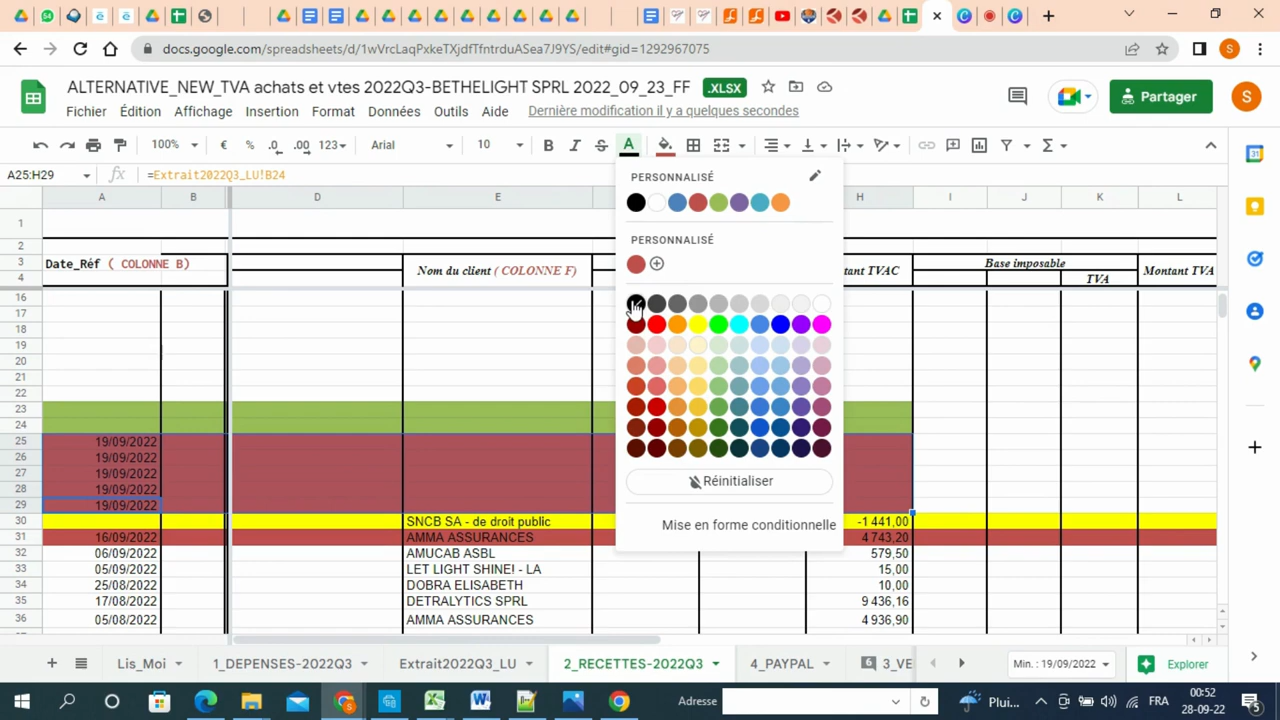 54
docs.google.com/spreadsheets/d/1wVrcLaqPxkeTXjdfTfntrduASea7J9YS/edit#gid=1292967075
S
ALTERNATIVE_NEW_TVA achats et vtes 2022Q3-BETHELIGHT SPRL 2022_09_23_FF .XLSX
Partager
S
Fichier Édition Affichage Insertion Format Données Outils Aide Dernière modification il y a quelques secondes
100% € % .0 .00 123 Arial 10 B I S A
A25:H29 fx =Extrait2022Q3_LU!B24
PERSONNALISÉ
A B D E H I J K L
1
PERSONNALISÉ
2
3 Date_Réf ( COLONNE B) Nom du client ( COLONNE F) tant TVAC Base imposable Montant TVA
4 TVA
16
17
18
19
20
21
22
23
24
25 19/09/2022
26 19/09/2022
27 19/09/2022
28 19/09/2022
29 19/09/2022
Réinitialiser
Mise en forme conditionnelle
30 SNCB SA - de droit public -1 441,00
31 16/09/2022 AMMA ASSURANCES 4 743,20
32 06/09/2022 AMUCAB ASBL 579,50
33 05/09/2022 LET LIGHT SHINE! - LA 15,00
34 25/08/2022 DOBRA ELISABETH 10,00
35 17/08/2022 DETRALYTICS SPRL 9 436,16
36 05/08/2022 AMMA ASSURANCES 4 936,90
Lis_Moi 1_DEPENSES-2022Q3 Extrait2022Q3_LU 2_RECETTES-2022Q3 4_PAYPAL 6 3_VE Min. : 19/09/2022 Explorer
Adresse Plui... FRA 00:52
28-09-22 5